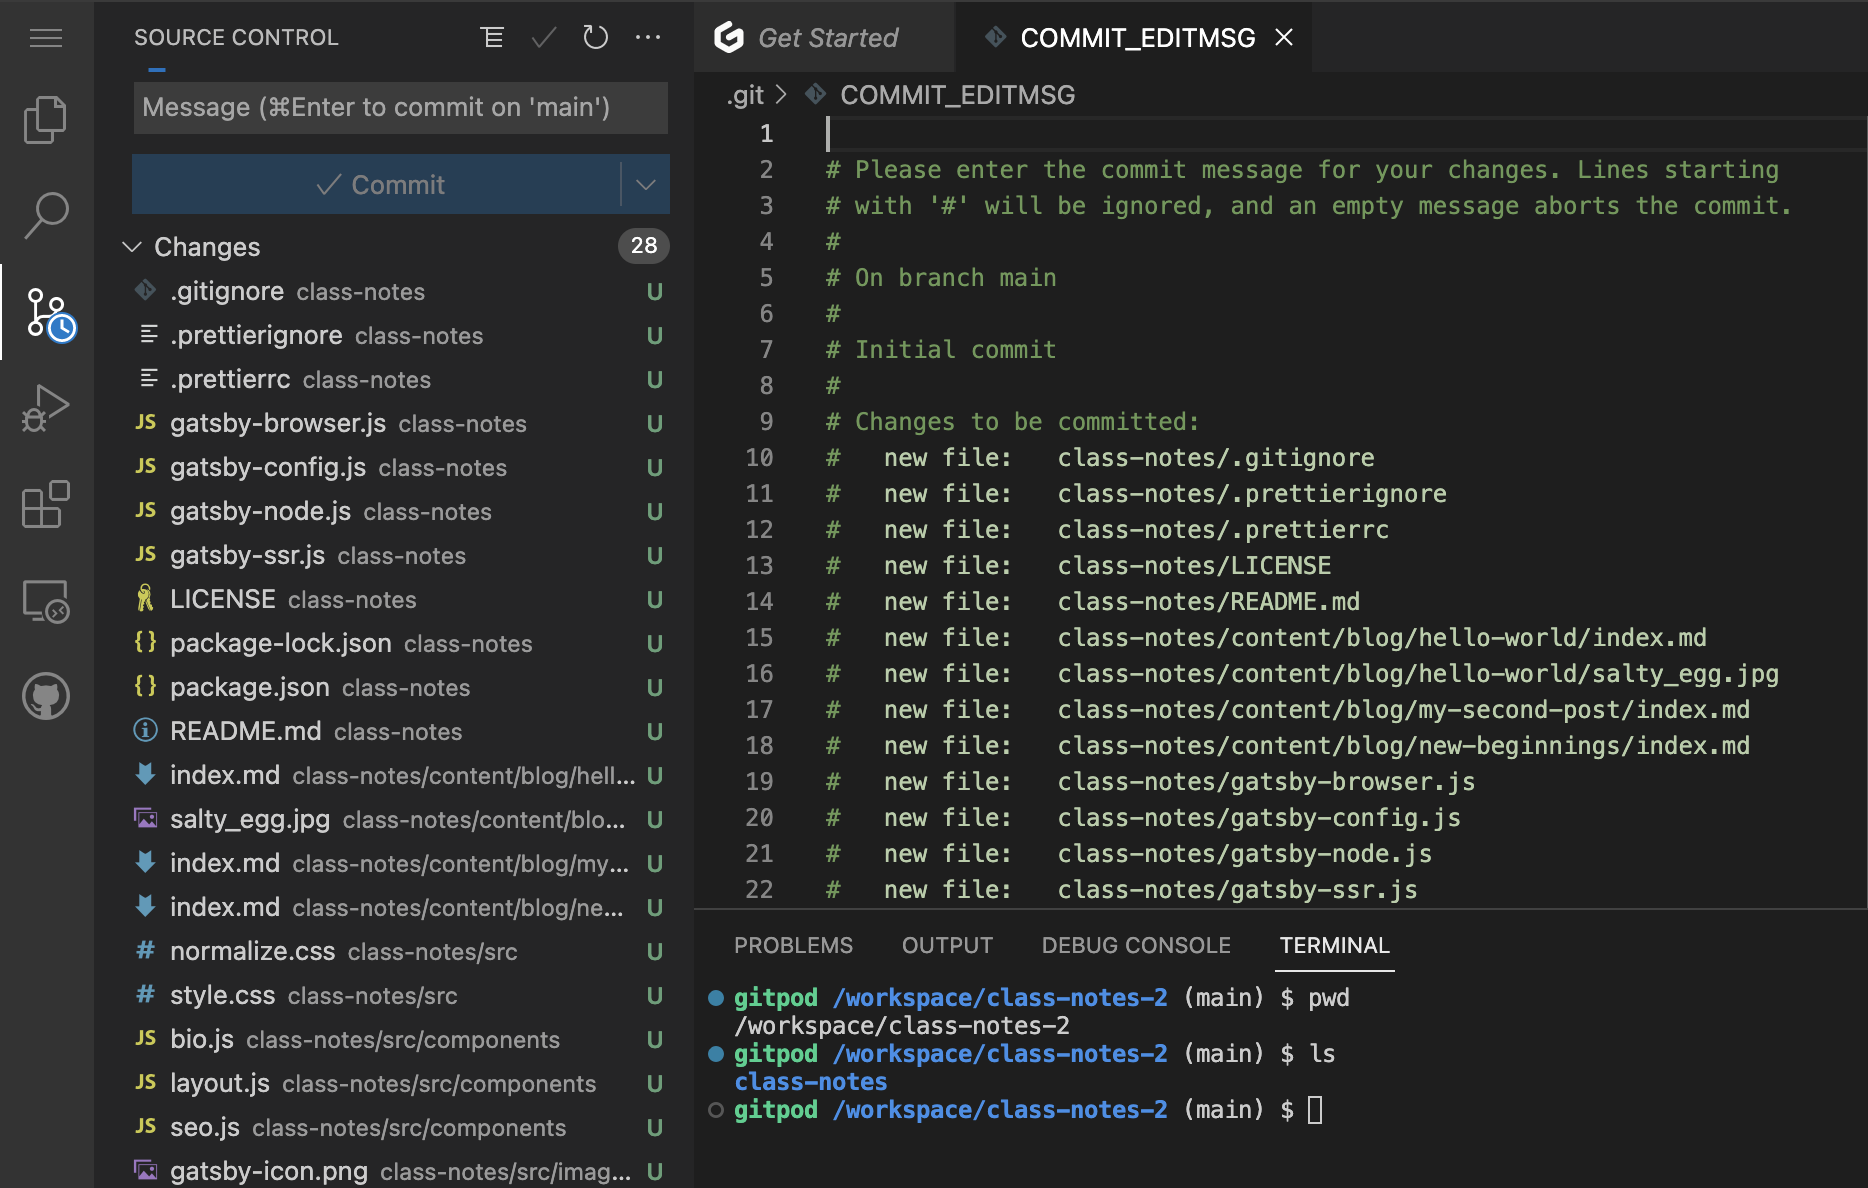 SOURCE CONTROL
Message (⌘Enter to commit on 'main')
Commit
Changes 28
.gitignore class-notes U
.prettierignore class-notes U
.prettierrc class-notes U
JS gatsby-browser.js class-notes U
JS gatsby-config.js class-notes U
JS gatsby-node.js class-notes U
JS gatsby-ssr.js class-notes U
LICENSE class-notes U
{} package-lock.json class-notes U
{} package.json class-notes U
README.md class-notes U
index.md class-notes/content/blog/hell... U
salty_egg.jpg class-notes/content/blo... U
index.md class-notes/content/blog/my... U
index.md class-notes/content/blog/ne... U
# normalize.css class-notes/src U
# style.css class-notes/src U
JS bio.js class-notes/src/components U
JS layout.js class-notes/src/components U
JS seo.js class-notes/src/components U
gatsby-icon.png class-notes/src/imag... U
Get Started
COMMIT_EDITMSG
.git > COMMIT_EDITMSG
1
2 # Please enter the commit message for your changes. Lines starting
3 # with '#' will be ignored, and an empty message aborts the commit.
4 #
5 # On branch main
6 #
7 # Initial commit
8 #
9 # Changes to be committed:
10 # new file: class-notes/.gitignore
11 # new file: class-notes/.prettierignore
12 # new file: class-notes/.prettierrc
13 # new file: class-notes/LICENSE
14 # new file: class-notes/README.md
15 # new file: class-notes/content/blog/hello-world/index.md
16 # new file: class-notes/content/blog/hello-world/salty_egg.jpg
17 # new file: class-notes/content/blog/my-second-post/index.md
18 # new file: class-notes/content/blog/new-beginnings/index.md
19 # new file: class-notes/gatsby-browser.js
20 # new file: class-notes/gatsby-config.js
21 # new file: class-notes/gatsby-node.js
22 # new file: class-notes/gatsby-ssr.js
PROBLEMS OUTPUT DEBUG CONSOLE TERMINAL
gitpod /workspace/class-notes-2 (main) $ pwd
/workspace/class-notes-2
gitpod /workspace/class-notes-2 (main) $ ls
class-notes
gitpod /workspace/class-notes-2 (main) $